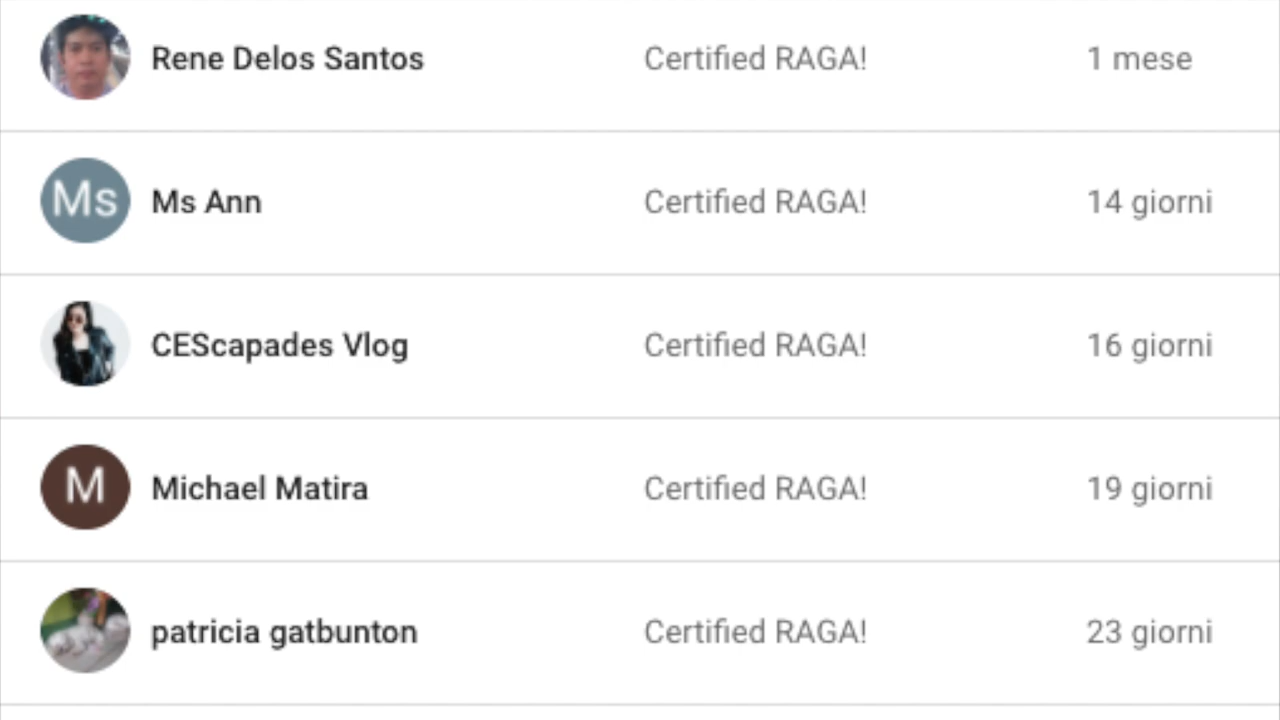 Rene Delos Santos Certified RAGA! 1 mese
Ms Ms Ann Certified RAGA! 14 giorni
CEScapades Vlog Certified RAGA! 16 giorni
M Michael Matira Certified RAGA! 19 giorni
patricia gatbunton Certified RAGA! 23 giorni